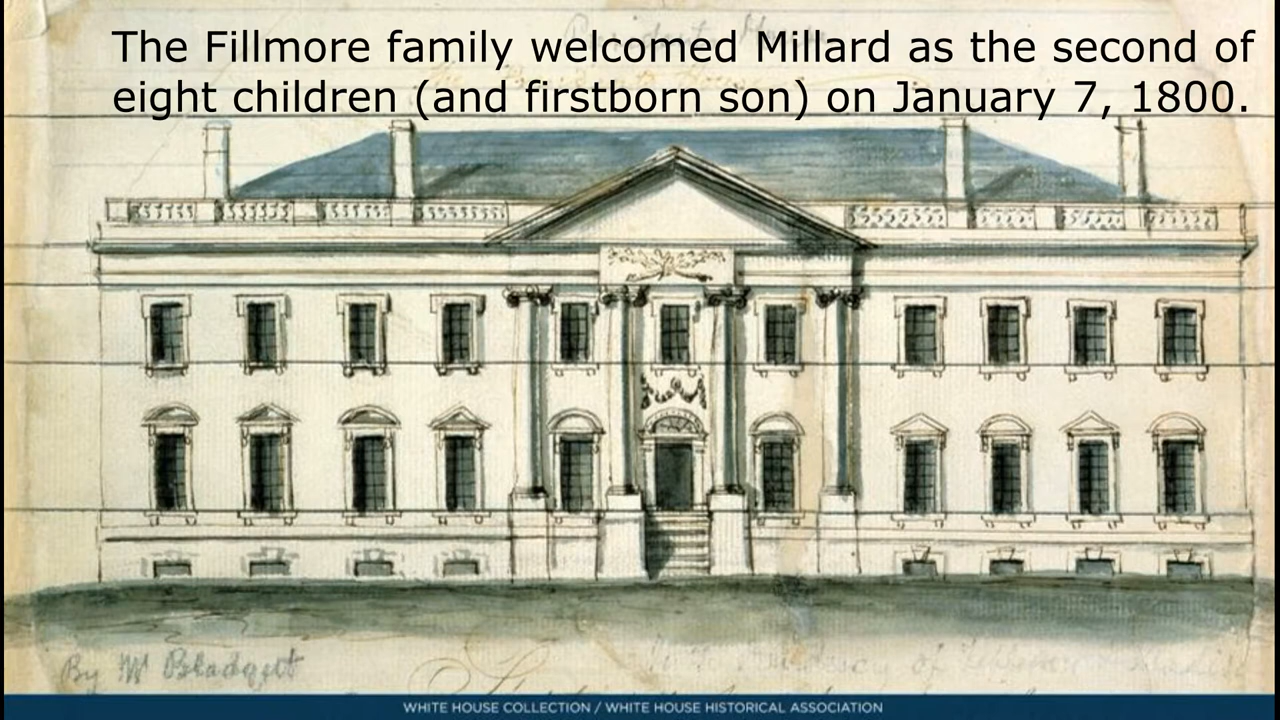 The Fillmore family welcomed Millard as the second of
eight children (and firstborn son) on January 7, 1800.
By W Bladgett
of
WHITE HOUSE COLLECTION / WHITE HOUSE HISTORICAL ASSOCIATION